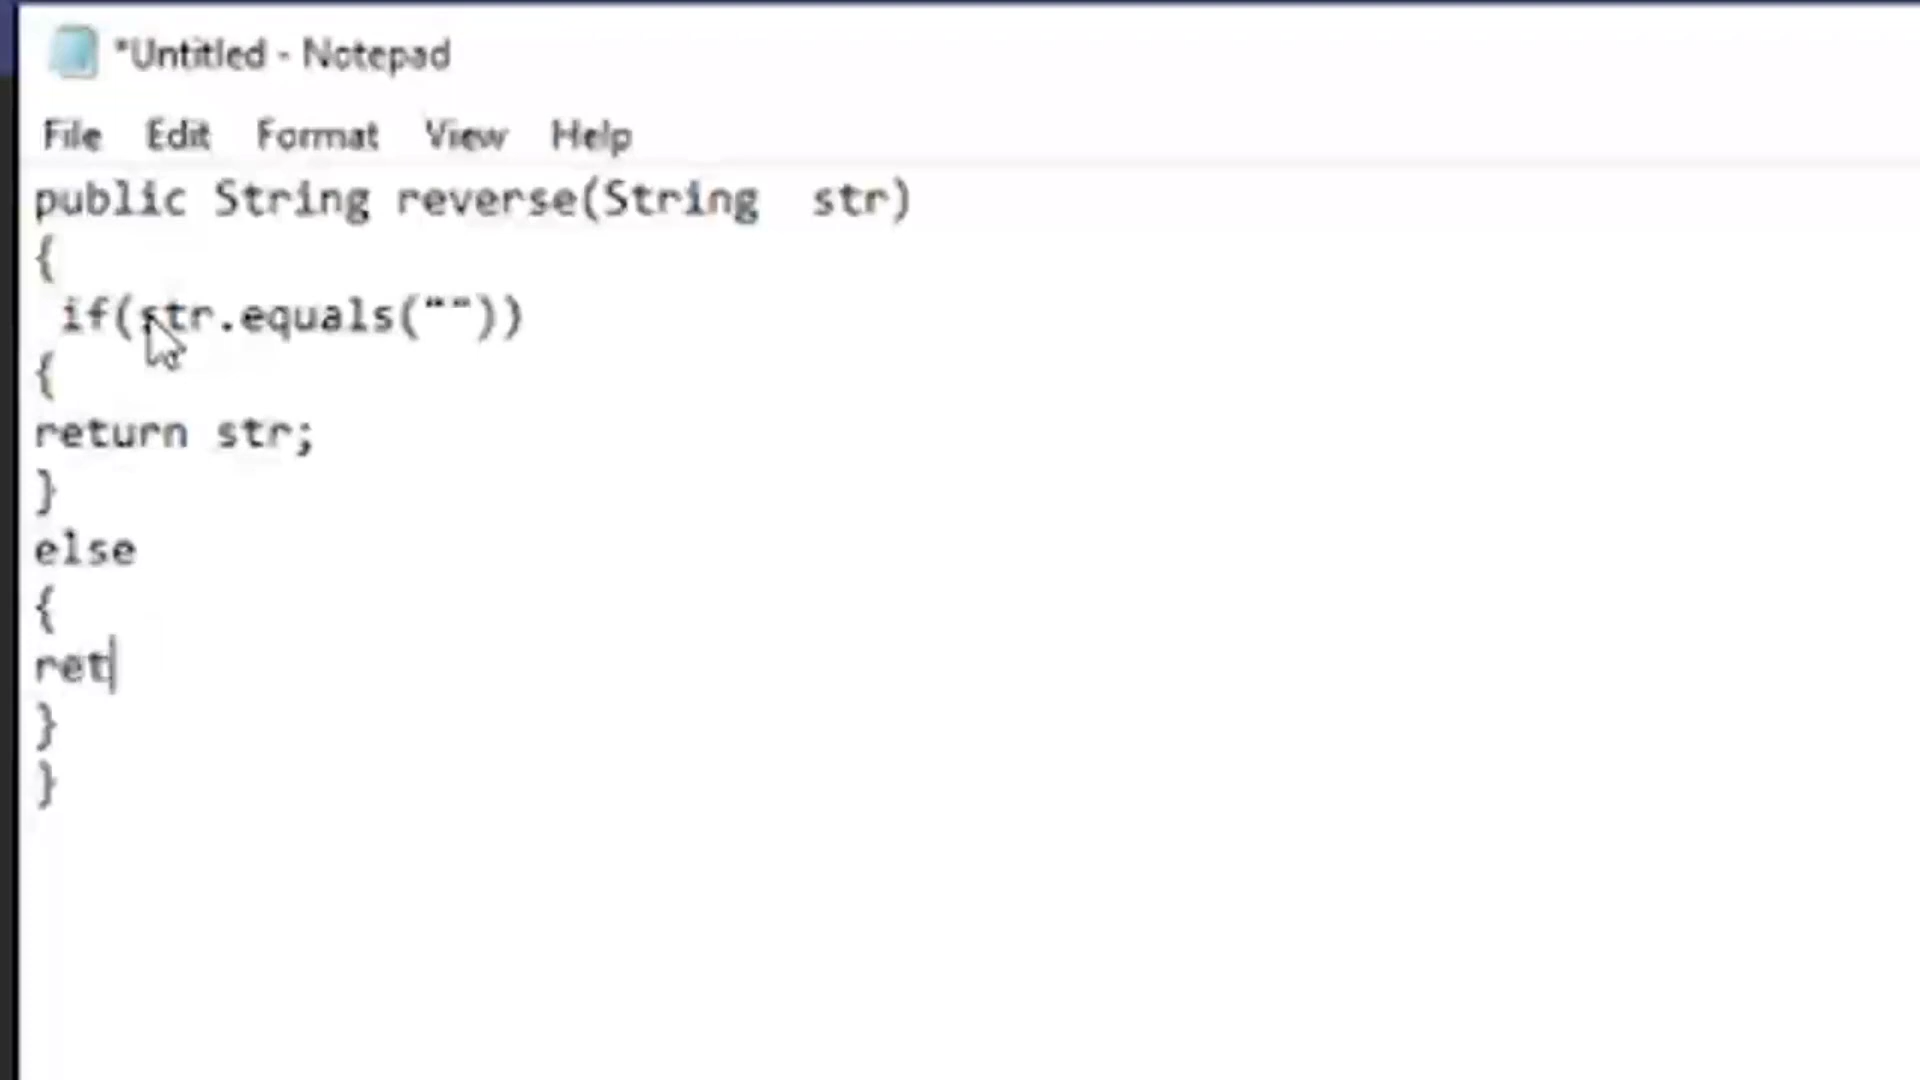 *Untitled - Notepad
File Edit Format View Help
public String reverse(String  str)
{
 if(str.equals(""))
{
return str;
}
else
{
ret
}
}